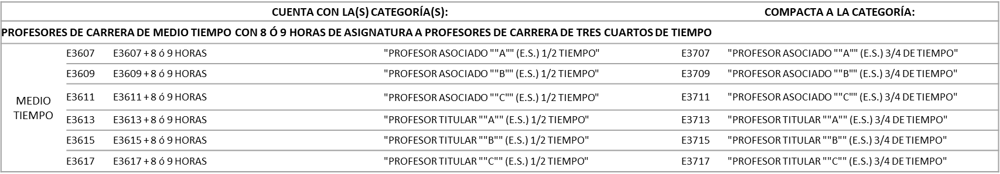 CUENTA CON LA(S) CATEGORÍA(S): COMPACTA A LA CATEGORÍA:
PROFESORES DE CARRERA DE MEDIO TIEMPO CON 8 Ó 9 HORAS DE ASIGNATURA A PROFESORES DE CARRERA DE TRES CUARTOS DE TIEMPO
MEDIO TIEMPO
E3607 E3607 + 8 ó 9 HORAS "PROFESOR ASOCIADO ""A"" (E.S.) 1/2 TIEMPO" E3707 "PROFESOR ASOCIADO ""A"" (E.S.) 3/4 DE TIEMPO"
E3609 E3609 + 8 ó 9 HORAS "PROFESOR ASOCIADO ""B"" (E.S.) 1/2 TIEMPO" E3709 "PROFESOR ASOCIADO ""B"" (E.S.) 3/4 DE TIEMPO"
E3611 E3611 + 8 ó 9 HORAS "PROFESOR ASOCIADO ""C"" (E.S.) 1/2 TIEMPO" E3711 "PROFESOR ASOCIADO ""C"" (E.S.) 3/4 DE TIEMPO"
E3613 E3613 + 8 ó 9 HORAS "PROFESOR TITULAR ""A"" (E.S.) 1/2 TIEMPO" E3713 "PROFESOR TITULAR ""A"" (E.S.) 3/4 DE TIEMPO"
E3615 E3615 + 8 ó 9 HORAS "PROFESOR TITULAR ""B"" (E.S.) 1/2 TIEMPO" E3715 "PROFESOR TITULAR ""B"" (E.S.) 3/4 DE TIEMPO"
E3617 E3617 + 8 ó 9 HORAS "PROFESOR TITULAR ""C"" (E.S.) 1/2 TIEMPO" E3717 "PROFESOR TITULAR ""C"" (E.S.) 3/4 DE TIEMPO"